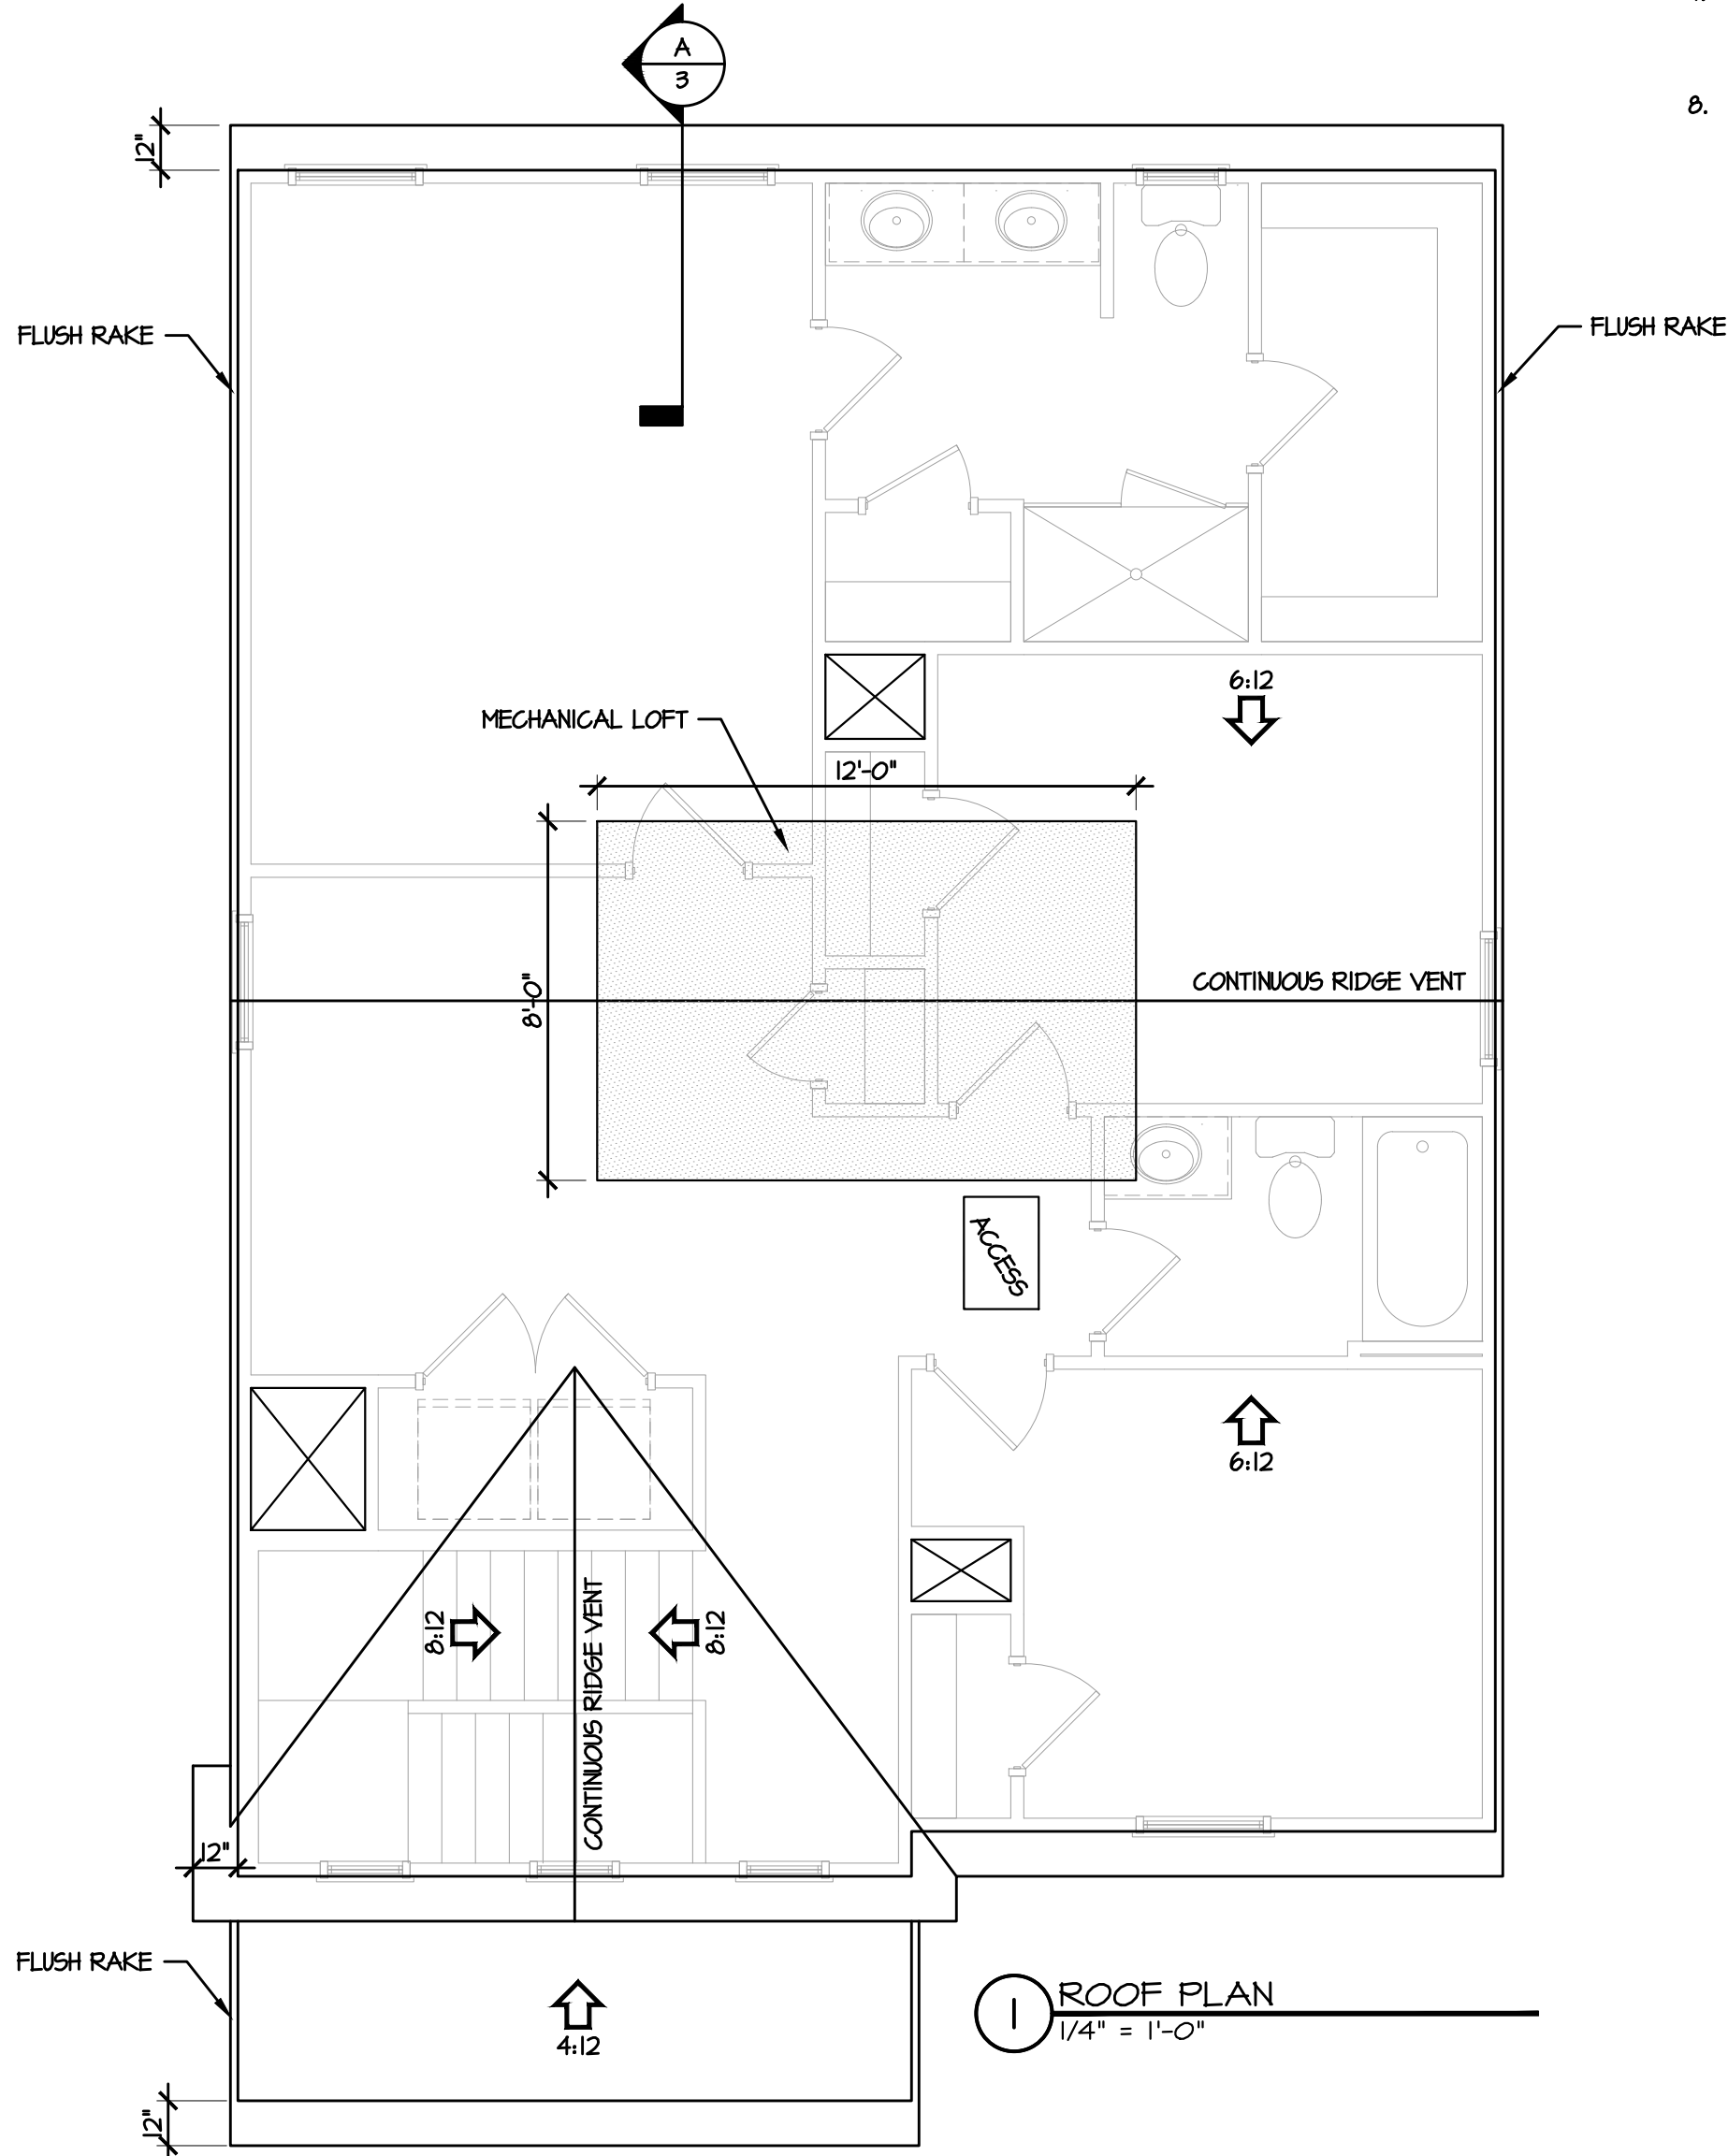 A
3
8.
12"
FLUSH RAKE
FLUSH RAKE
6:12
MECHANICAL LOFT
12'-0"
8'-0"
CONTINUOUS RIDGE VENT
ACCESS
6:12
8:12
8:12
CONTINUOUS RIDGE VENT
12"
FLUSH RAKE
4:12
1
ROOF PLAN
1/4" = 1'-0"
12"